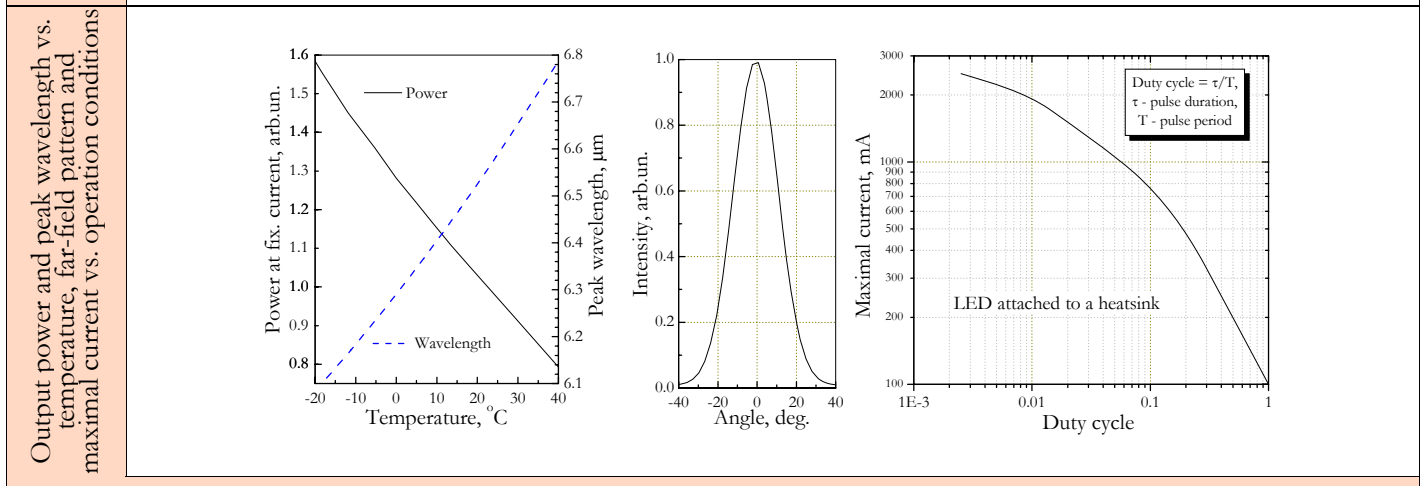 Output power and peak wavelength vs.
temperature, far-field pattern and
maximal current vs. operation conditions
Power at fix. current, arb.un.
1.6
1.5
1.4
1.3
1.2
1.1
1.0
0.9
0.8
Power
Wavelength
-20 -10 0 10 20 30 40
Temperature, °C
6.8
6.7
6.6
6.5
6.4
6.3
6.2
6.1
Peak wavelength, µm
Intensity, arb.un.
1.0
0.8
0.6
0.4
0.2
0.0
-40 -20 0 20 40
Angle, deg.
Maximal current, mA
3000
2000
1000
900
800
700
600
500
400
300
200
100
Duty cycle = τ/T,
τ - pulse duration,
T - pulse period
LED attached to a heatsink
1E-3 0.01 0.1 1
Duty cycle